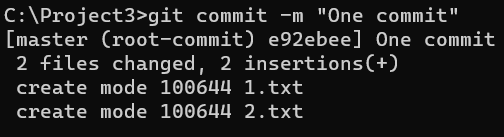 C:\Project3>git commit -m "One commit"
[master (root-commit) e92ebee] One commit
 2 files changed, 2 insertions(+)
 create mode 100644 1.txt
 create mode 100644 2.txt